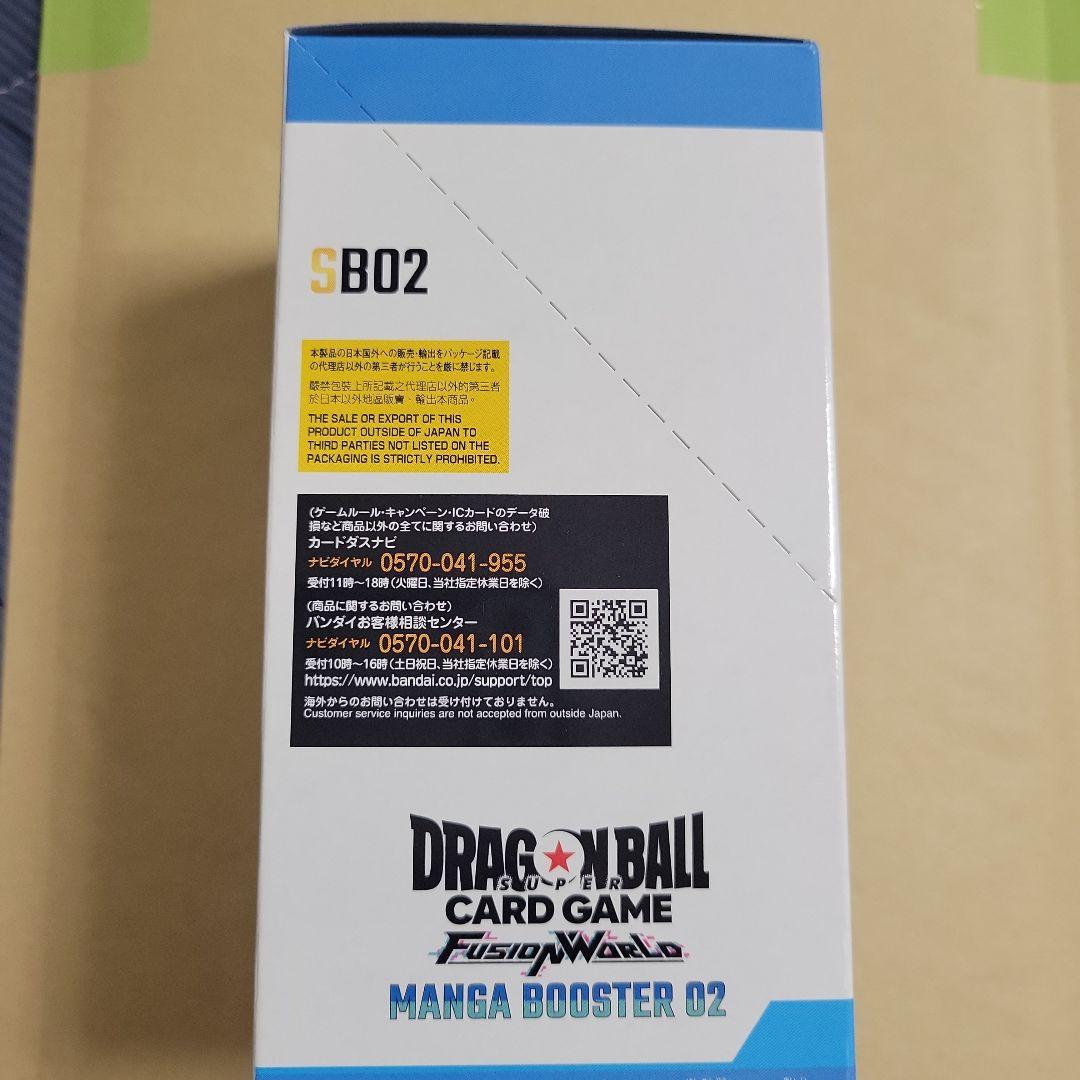 SB02
本製品の日本国外への販売・輸出をパッケージ記載
の代理店以外の第三者が行うことを厳に禁じます。
嚴禁包裝上所記載之代理店以外的第三者
於日本以外地區販賣、輸出本商品。
THE SALE OR EXPORT OF THIS
PRODUCT OUTSIDE OF JAPAN TO
THIRD PARTIES NOT LISTED ON THE
PACKAGING IS STRICTLY PROHIBITED.
(ゲームルール・キャンペーン・ICカードのデータ破
損など商品以外の全てに関するお問い合わせ)
カードダスナビ
ナビダイヤル 0570-041-955
受付11時〜18時(火曜日、当社指定休業日を除く)
(商品に関するお問い合わせ)
バンダイお客様相談センター
ナビダイヤル 0570-041-101
受付10時〜16時(土日祝日、当社指定休業日を除く)
https://www.bandai.co.jp/support/top
海外からのお問い合わせは受け付けておりません。
Customer service inquiries are not accepted from outside Japan.
DRAGON BALL
SUPER
CARD GAME
FUSION WORLD
MANGA BOOSTER 02